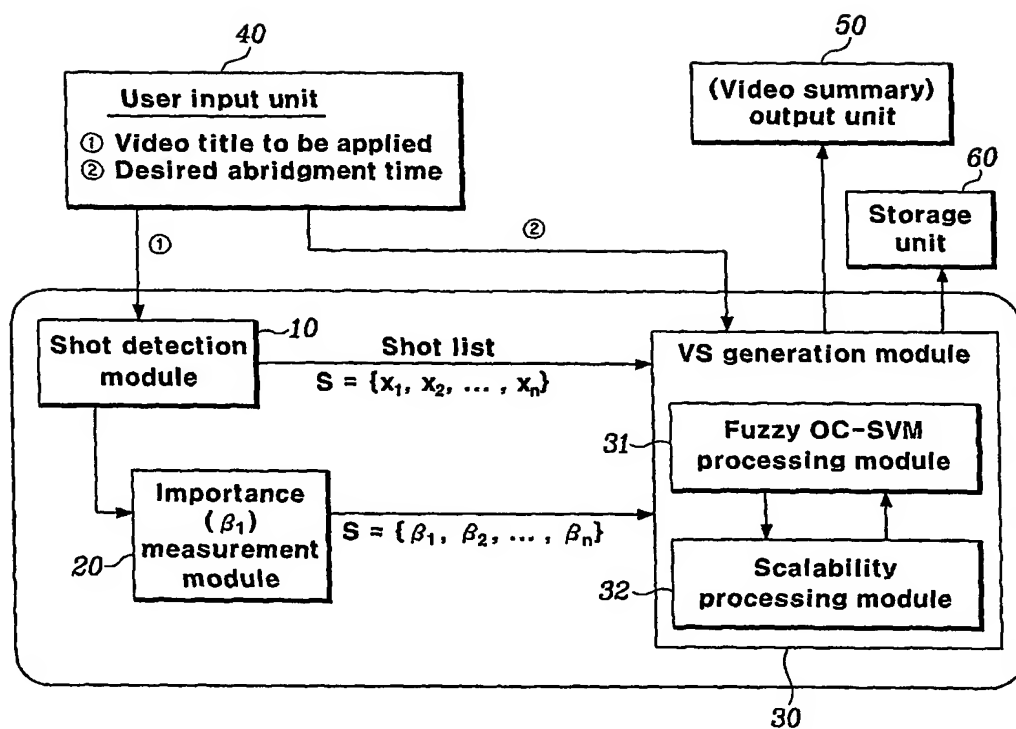 40
User input unit
① Video title to be applied
② Desired abridgment time
50
(Video summary)
output unit
60
Storage
unit
①
②
10
Shot detection
module
Shot list
S = {x₁, x₂, ... , xₙ}
VS generation module
31
Fuzzy OC-SVM
processing module
20
Importance
(β₁)
measurement
module
S = {β₁, β₂, ... , βₙ}
32
Scalability
processing module
30